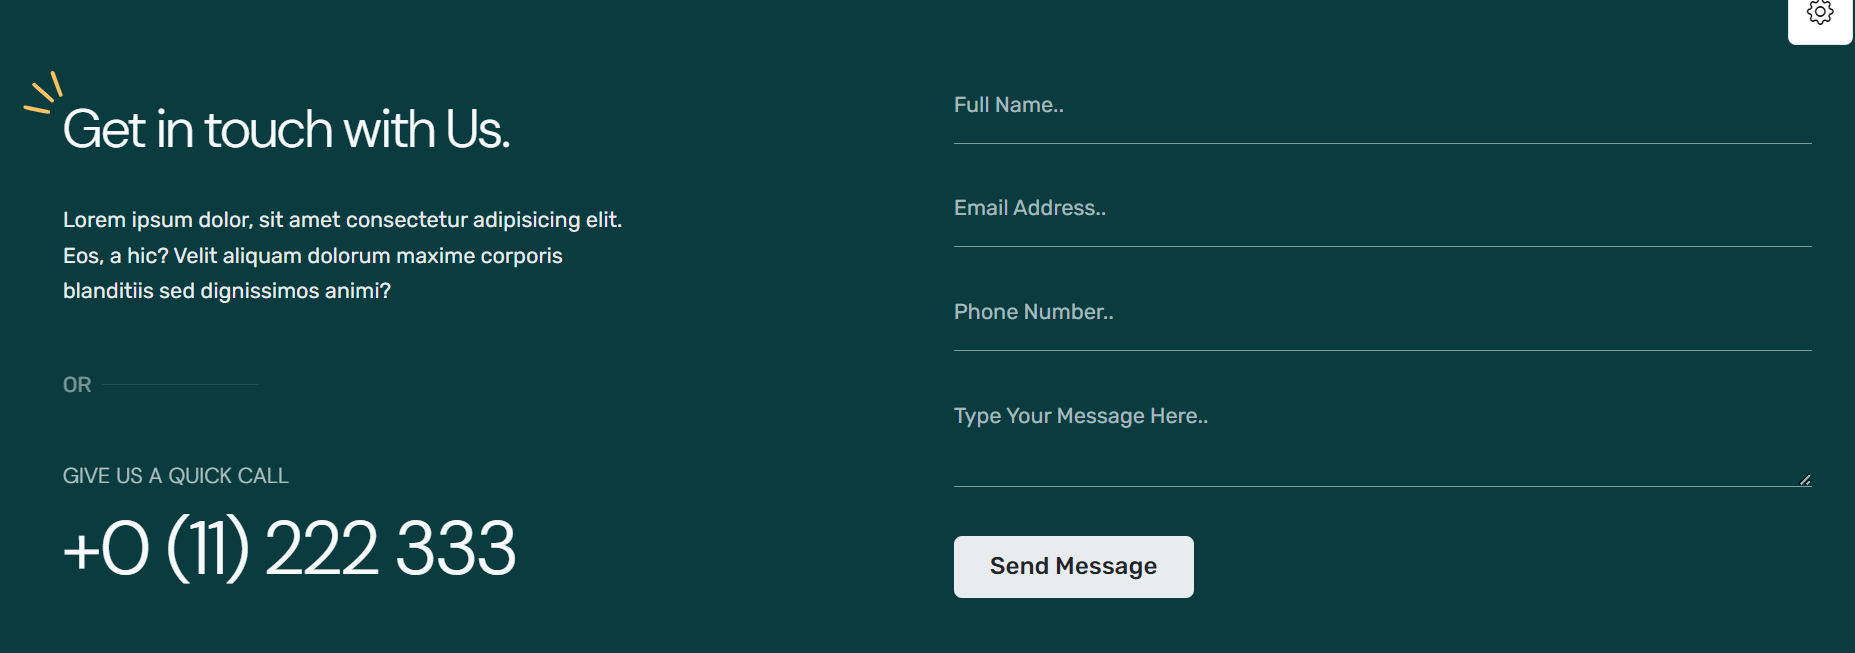 Get in touch with Us.
Lorem ipsum dolor, sit amet consectetur adipisicing elit.
Eos, a hic? Velit aliquam dolorum maxime corporis
blanditiis sed dignissimos animi?
OR
GIVE US A QUICK CALL
+0 (11) 222 333
Full Name..
Email Address..
Phone Number..
Type Your Message Here..
Send Message